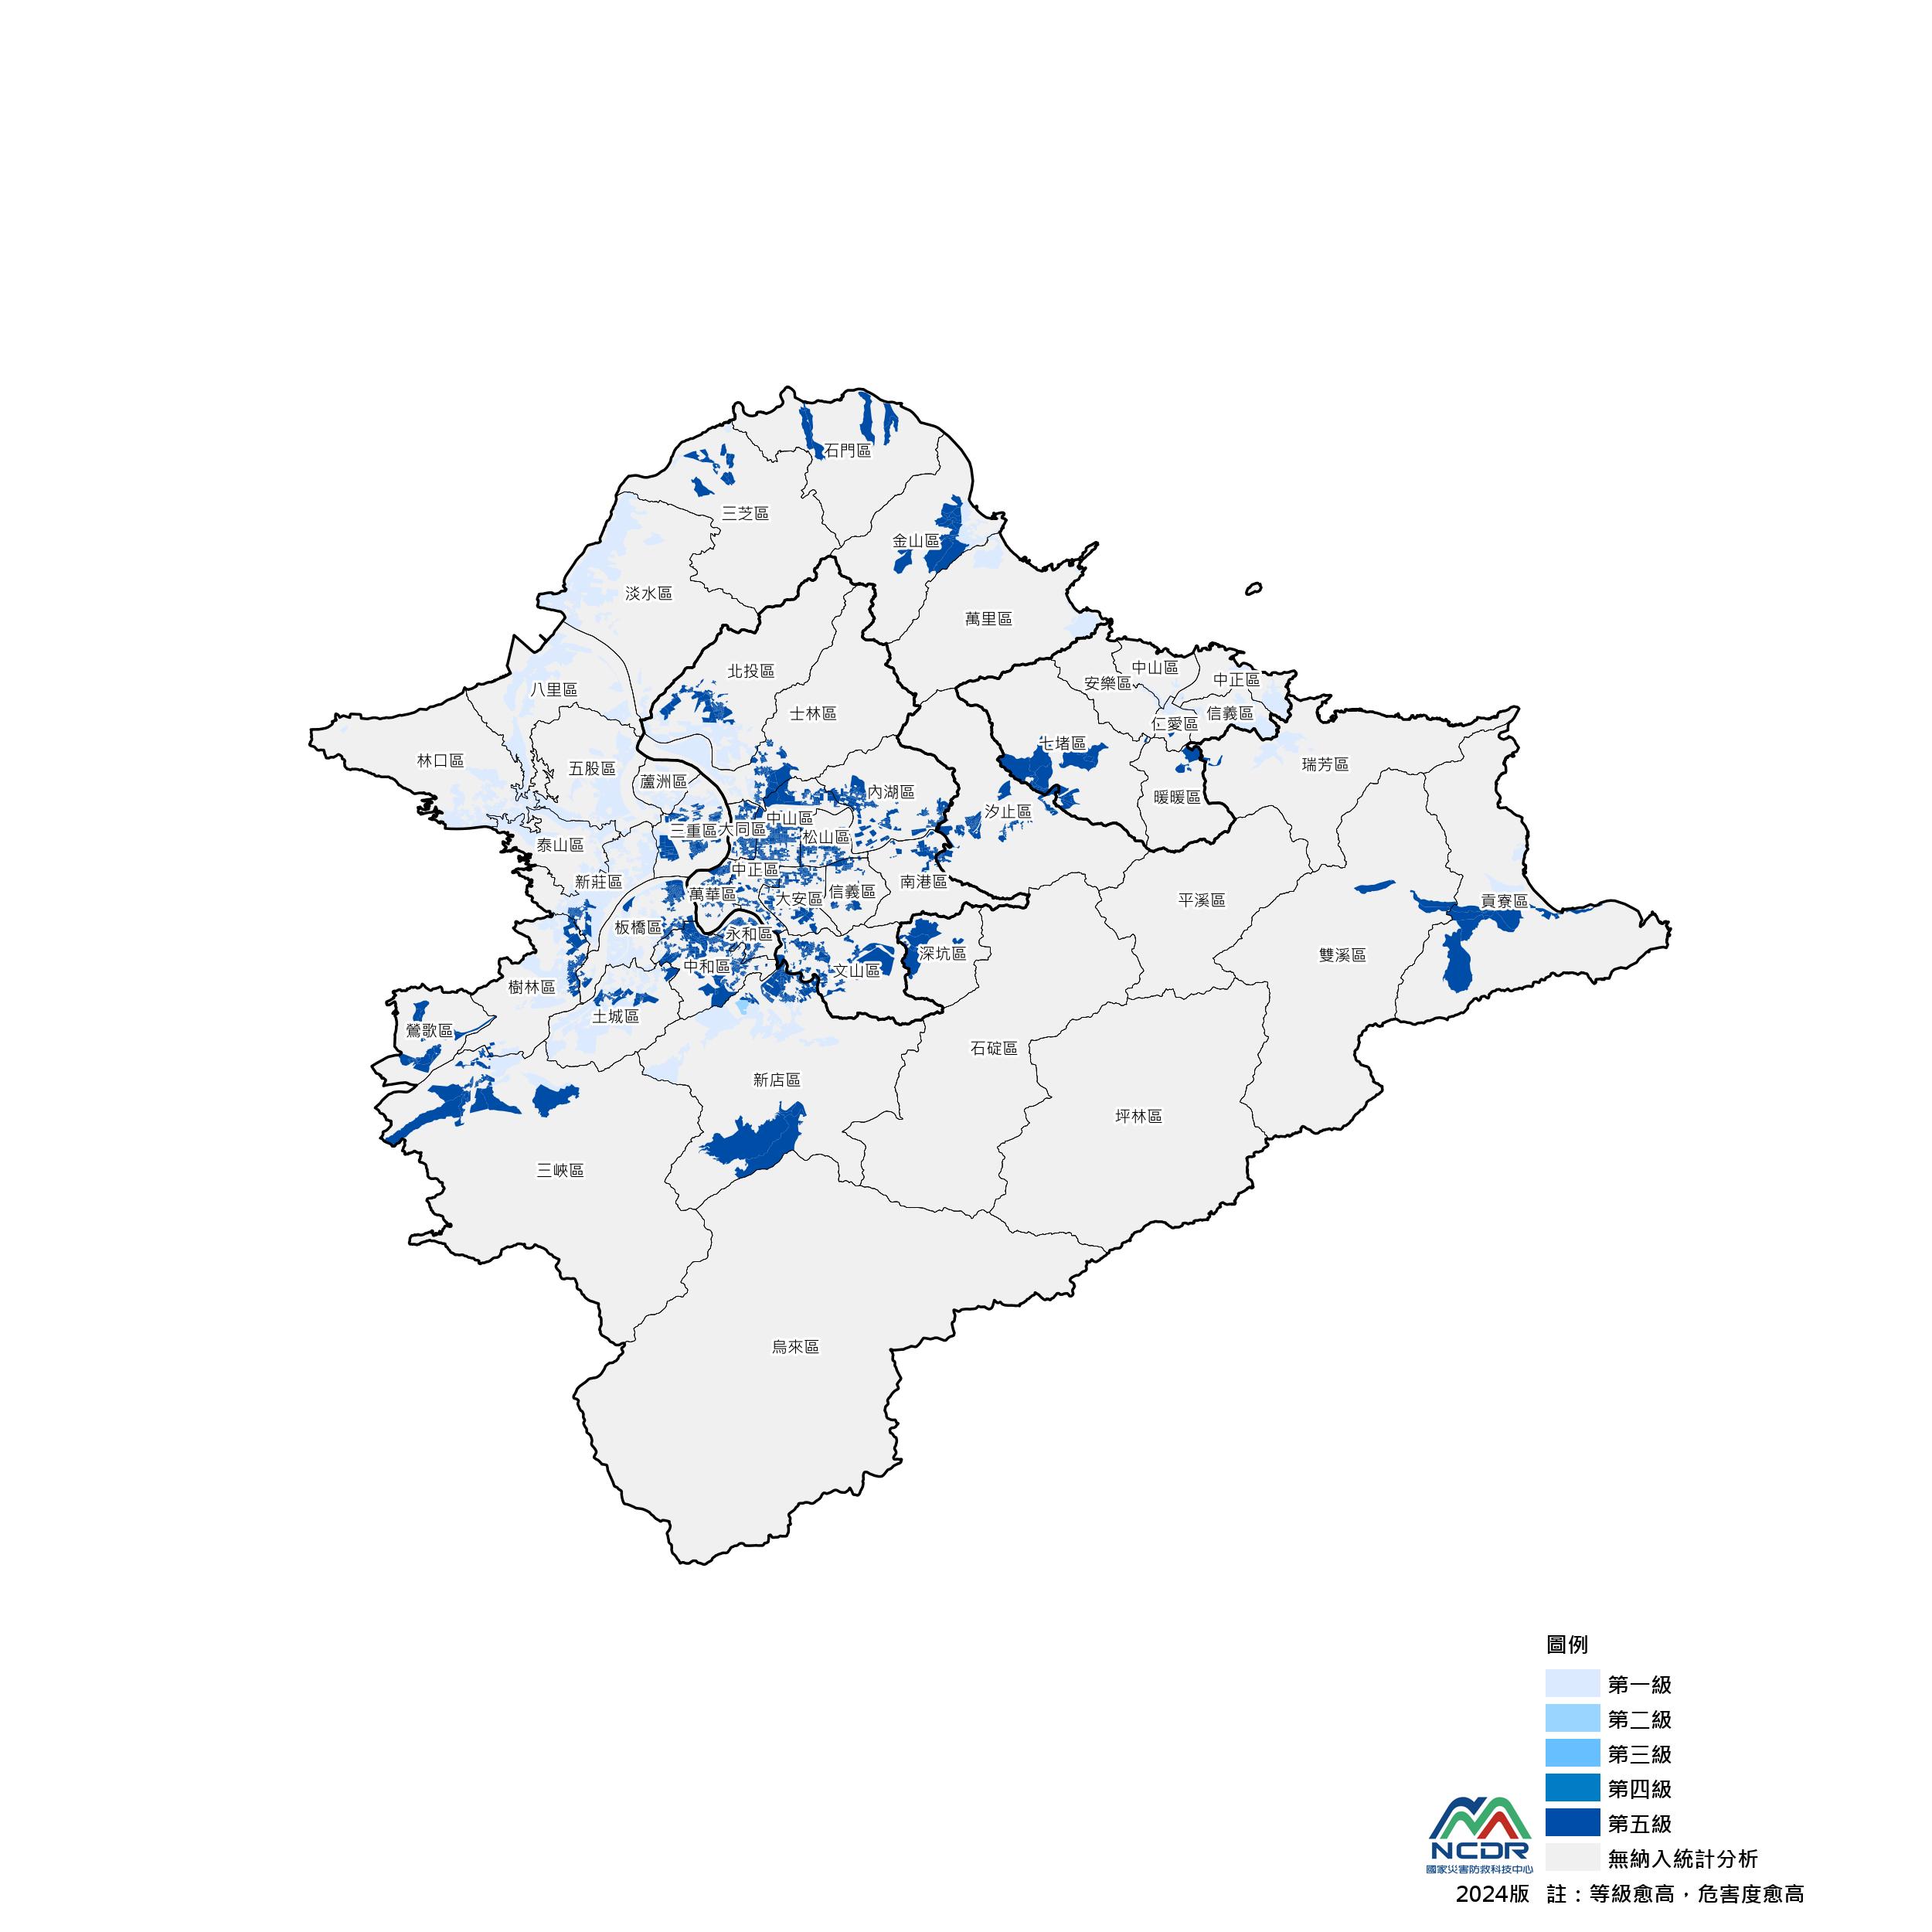 石門區
三芝區
金山區
淡水區
萬里區
北投區
中山區
中正區
安樂區
八里區
士林區
信義區
仁愛區
七堵區
林口區
五股區
瑞芳區
蘆洲區
內湖區
暖暖區
汐止區
中山區
三重區
大同區
松山區
泰山區
中正區
新莊區
南港區
萬華區
信義區
大安區
平溪區
貢寮區
板橋區
永和區
深坑區
雙溪區
中和區
文山區
樹林區
土城區
鶯歌區
石碇區
新店區
坪林區
三峽區
烏來區
圖例
第一級
第二級
第三級
第四級
第五級
無納入統計分析
NCDR
國家災害防救科技中心
2024版 註：等級愈高，危害度愈高